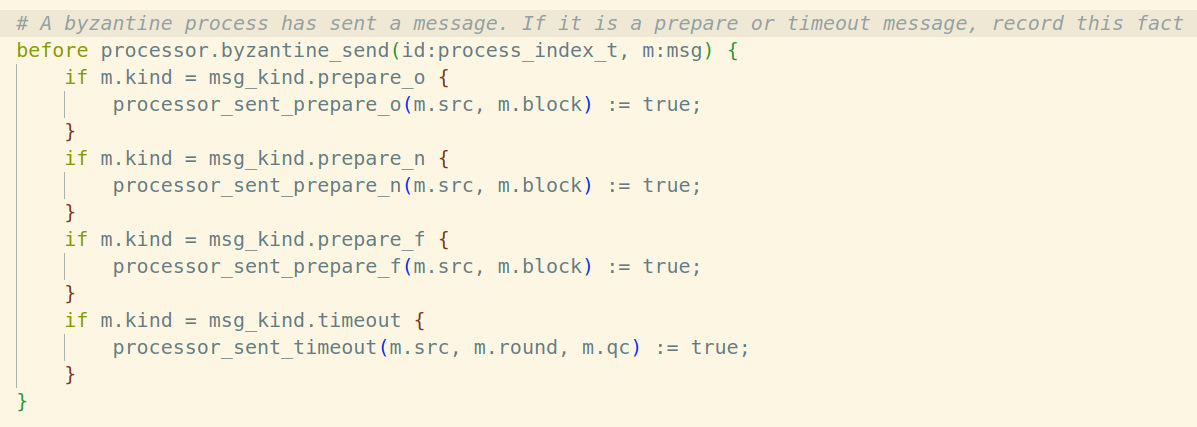 # A byzantine process has sent a message. If it is a prepare or timeout message, record this fact
before processor.byzantine_send(id:process_index_t, m:msg) {
    if m.kind = msg_kind.prepare_o {
        processor_sent_prepare_o(m.src, m.block) := true;
    }
    if m.kind = msg_kind.prepare_n {
        processor_sent_prepare_n(m.src, m.block) := true;
    }
    if m.kind = msg_kind.prepare_f {
        processor_sent_prepare_f(m.src, m.block) := true;
    }
    if m.kind = msg_kind.timeout {
        processor_sent_timeout(m.src, m.round, m.qc) := true;
    }
}